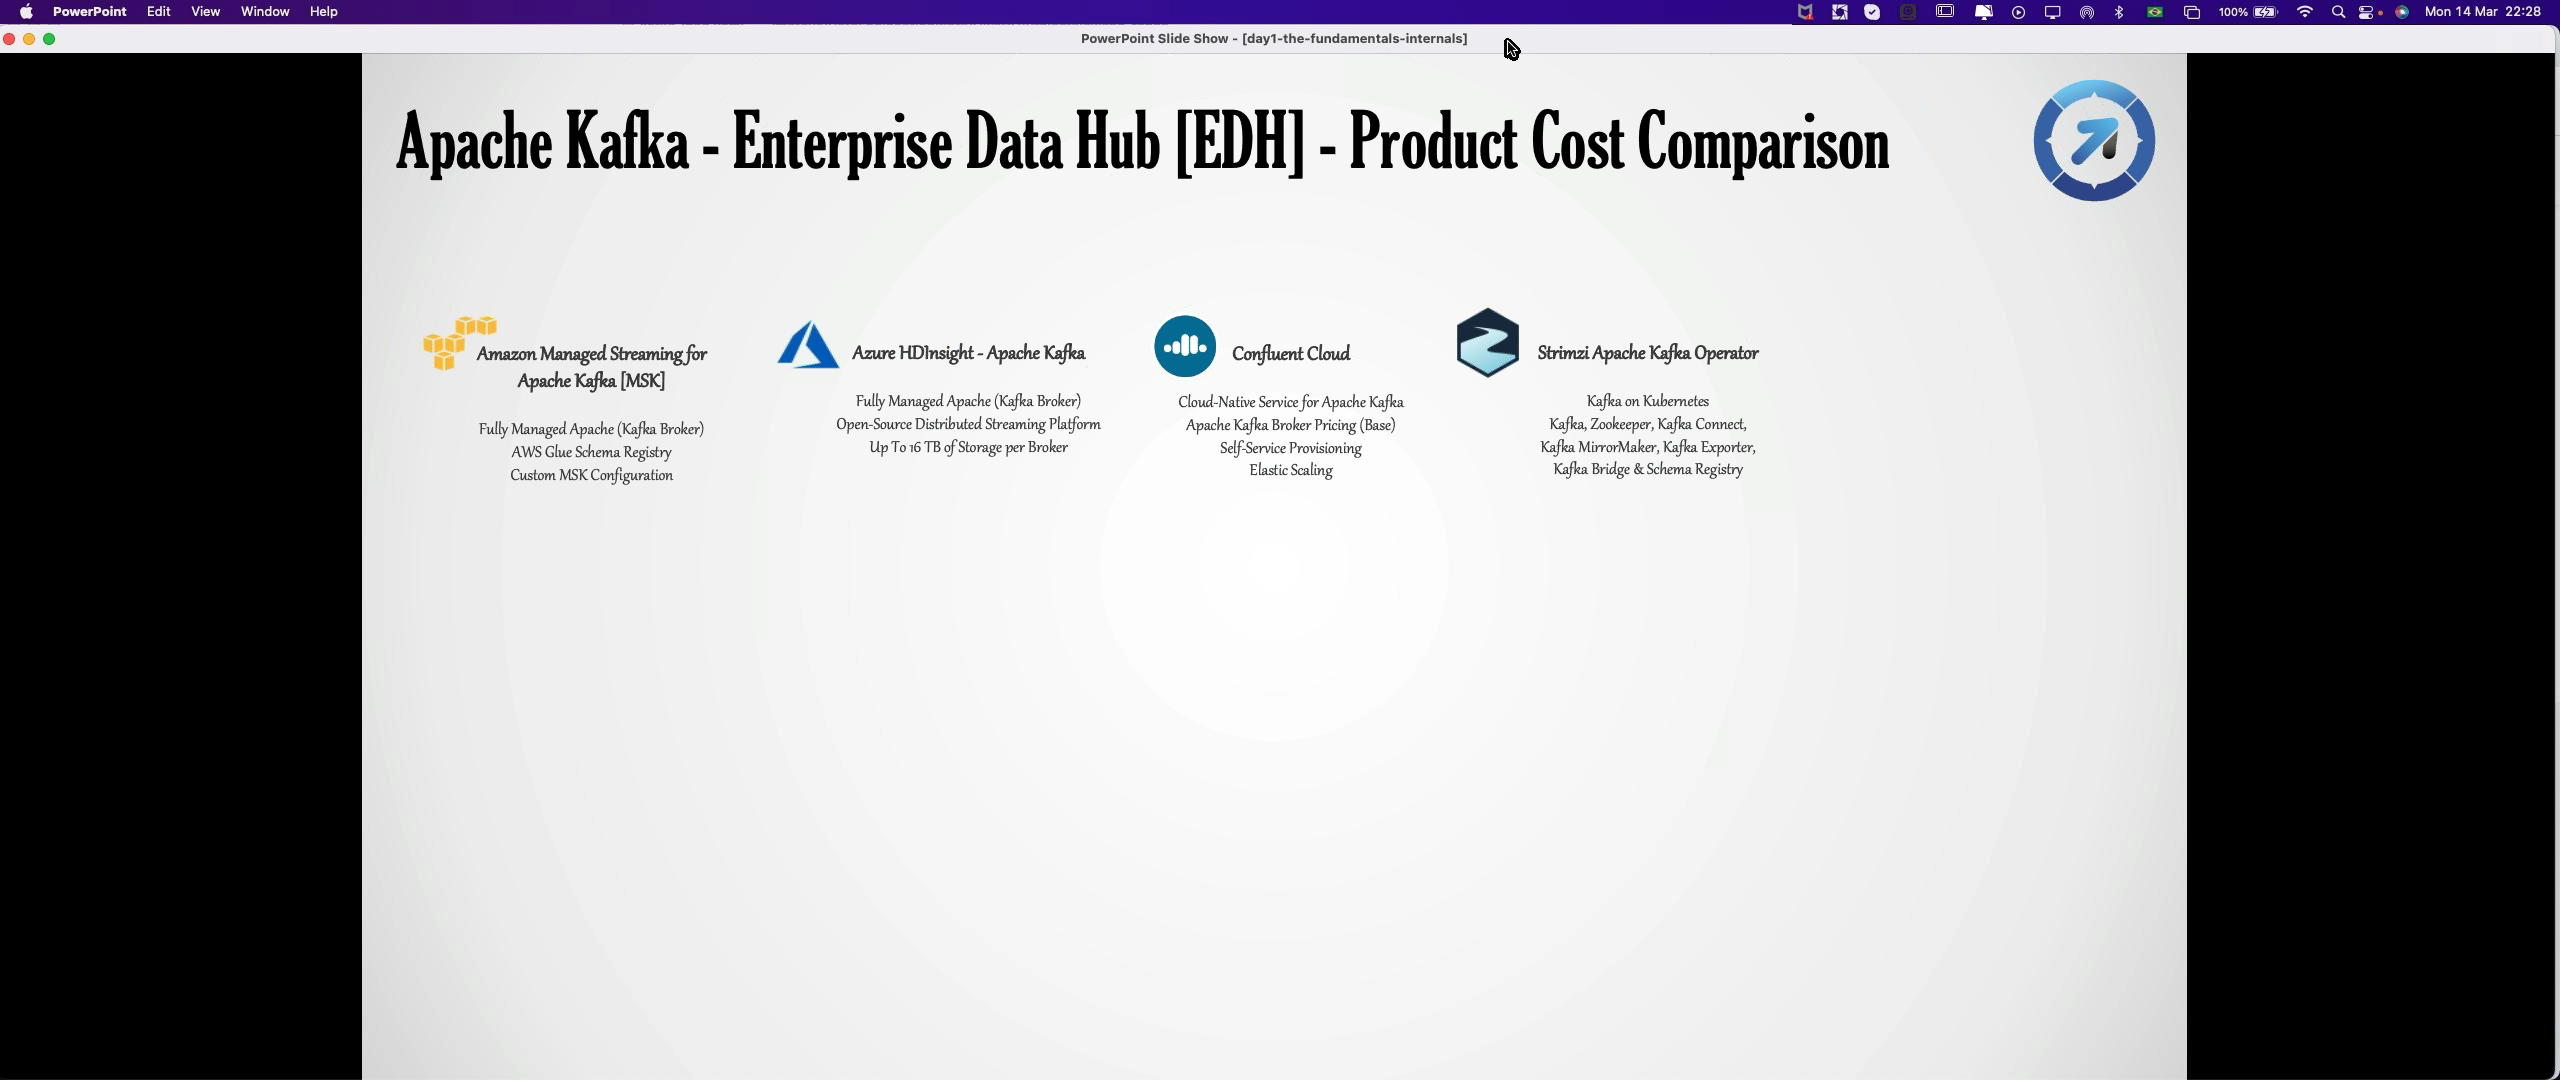 PowerPoint Edit View Window Help
100%
Mon 14 Mar 22:28
PowerPoint Slide Show - [day1-the-fundamentals-internals]
Apache Kafka - Enterprise Data Hub [EDH] - Product Cost Comparison
Amazon Managed Streaming for
Apache Kafka [MSK]
Fully Managed Apache (Kafka Broker)
AWS Glue Schema Registry
Custom MSK Configuration
Azure HDInsight - Apache Kafka
Fully Managed Apache (Kafka Broker)
Open-Source Distributed Streaming Platform
Up To 16 TB of Storage per Broker
Confluent Cloud
Cloud-Native Service for Apache Kafka
Apache Kafka Broker Pricing (Base)
Self-Service Provisioning
Elastic Scaling
Strimzi Apache Kafka Operator
Kafka on Kubernetes
Kafka, Zookeeper, Kafka Connect,
Kafka MirrorMaker, Kafka Exporter,
Kafka Bridge & Schema Registry